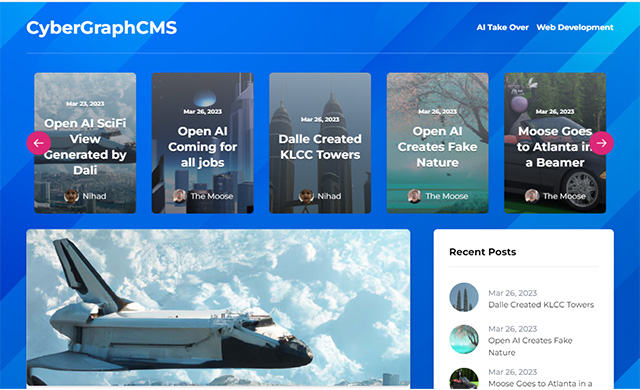 CyberGraphCMS
AI Take Over Web Development
Mar 23, 2023
Open AI SciFi
View
Generated by
Dali
Nihad
Mar 26, 2023
Open AI
Coming for
all jobs
The Moose
Mar 26, 2023
Dalle Created
KLCC Towers
Nihad
Mar 26, 2023
Open AI
Creates Fake
Nature
The Moose
Mar 26, 2023
Moose Goes
to Atlanta in
a Beamer
The Moose
Recent Posts
Mar 26, 2023
Dalle Created KLCC Towers
Mar 26, 2023
Open AI Creates Fake
Nature
Mar 26, 2023
Moose Goes to Atlanta in a